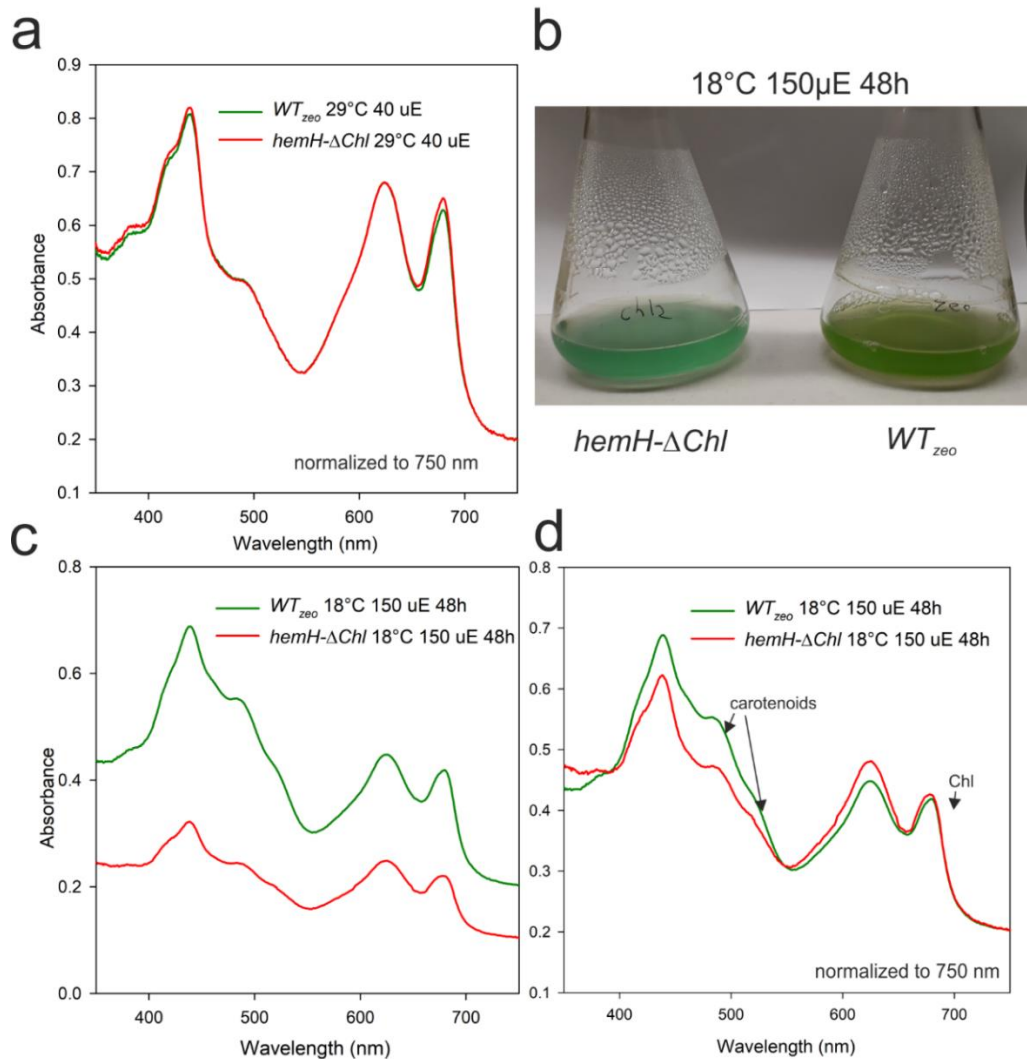 a
0.9
0.8
0.7
0.6
0.5
0.4
0.3
0.2
0.1
Absorbance
WTzeo 29°C 40 uE
hemH-ΔChl 29°C 40 uE
normalized to 750 nm
400 500 600 700
Wavelength (nm)
b
18°C 150µE 48h
chl2
zeo
hemH-ΔChl
WTzeo
c
0.8
0.6
0.4
0.2
0.0
Absorbance
WTzeo 18°C 150 uE 48h
hemH-ΔChl 18°C 150 uE 48h
400 500 600 700
Wavelength (nm)
d
0.8
0.7
0.6
0.5
0.4
0.3
0.2
0.1
Absorbance
WTzeo 18°C 150 uE 48h
hemH-ΔChl 18°C 150 uE 48h
carotenoids
Chl
normalized to 750 nm
400 500 600 700
Wavelength (nm)